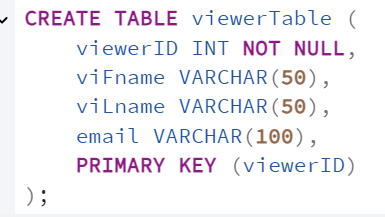 CREATE TABLE viewerTable (
    viewerID INT NOT NULL,
    viFname VARCHAR(50),
    viLname VARCHAR(50),
    email VARCHAR(100),
    PRIMARY KEY (viewerID)
);